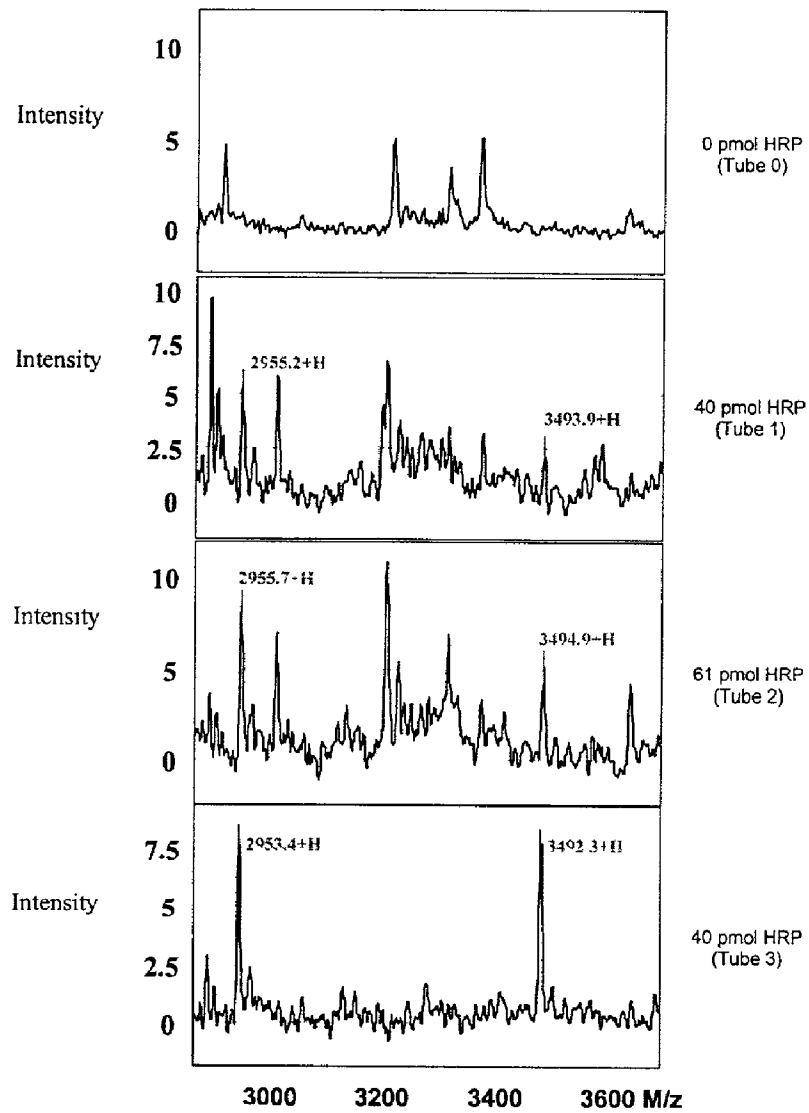 10
Intensity
5
0 pmol HRP
(Tube 0)
0
10
Intensity
7.5
2955.2+H
5
3493.9+H
40 pmol HRP
(Tube 1)
2.5
0
10
2955.7+H
Intensity
3494.9+H
5
61 pmol HRP
(Tube 2)
0
7.5
2953.4+H
3492.3+H
Intensity
5
40 pmol HRP
(Tube 3)
2.5
0
3000 3200 3400 3600 M/z